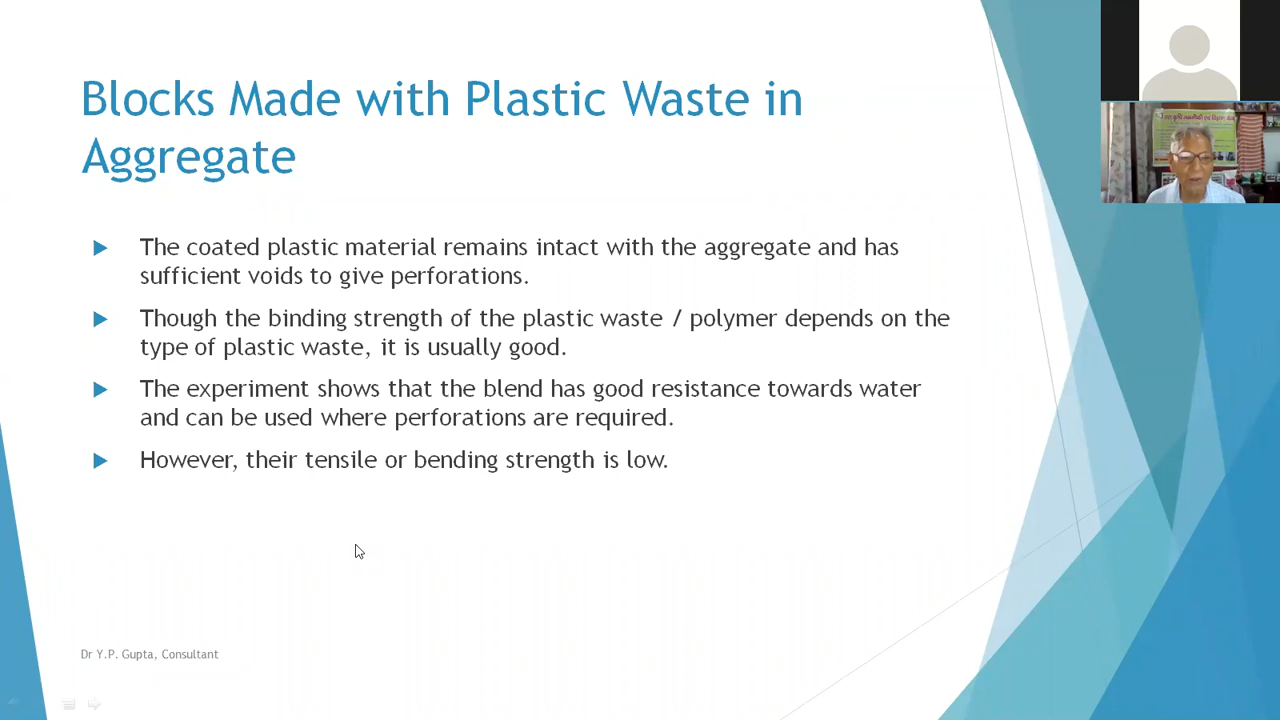 Blocks Made with Plastic Waste in
Aggregate
The coated plastic material remains intact with the aggregate and has
sufficient voids to give perforations.
Though the binding strength of the plastic waste / polymer depends on the
type of plastic waste, it is usually good.
The experiment shows that the blend has good resistance towards water
and can be used where perforations are required.
However, their tensile or bending strength is low.
Dr Y.P. Gupta, Consultant